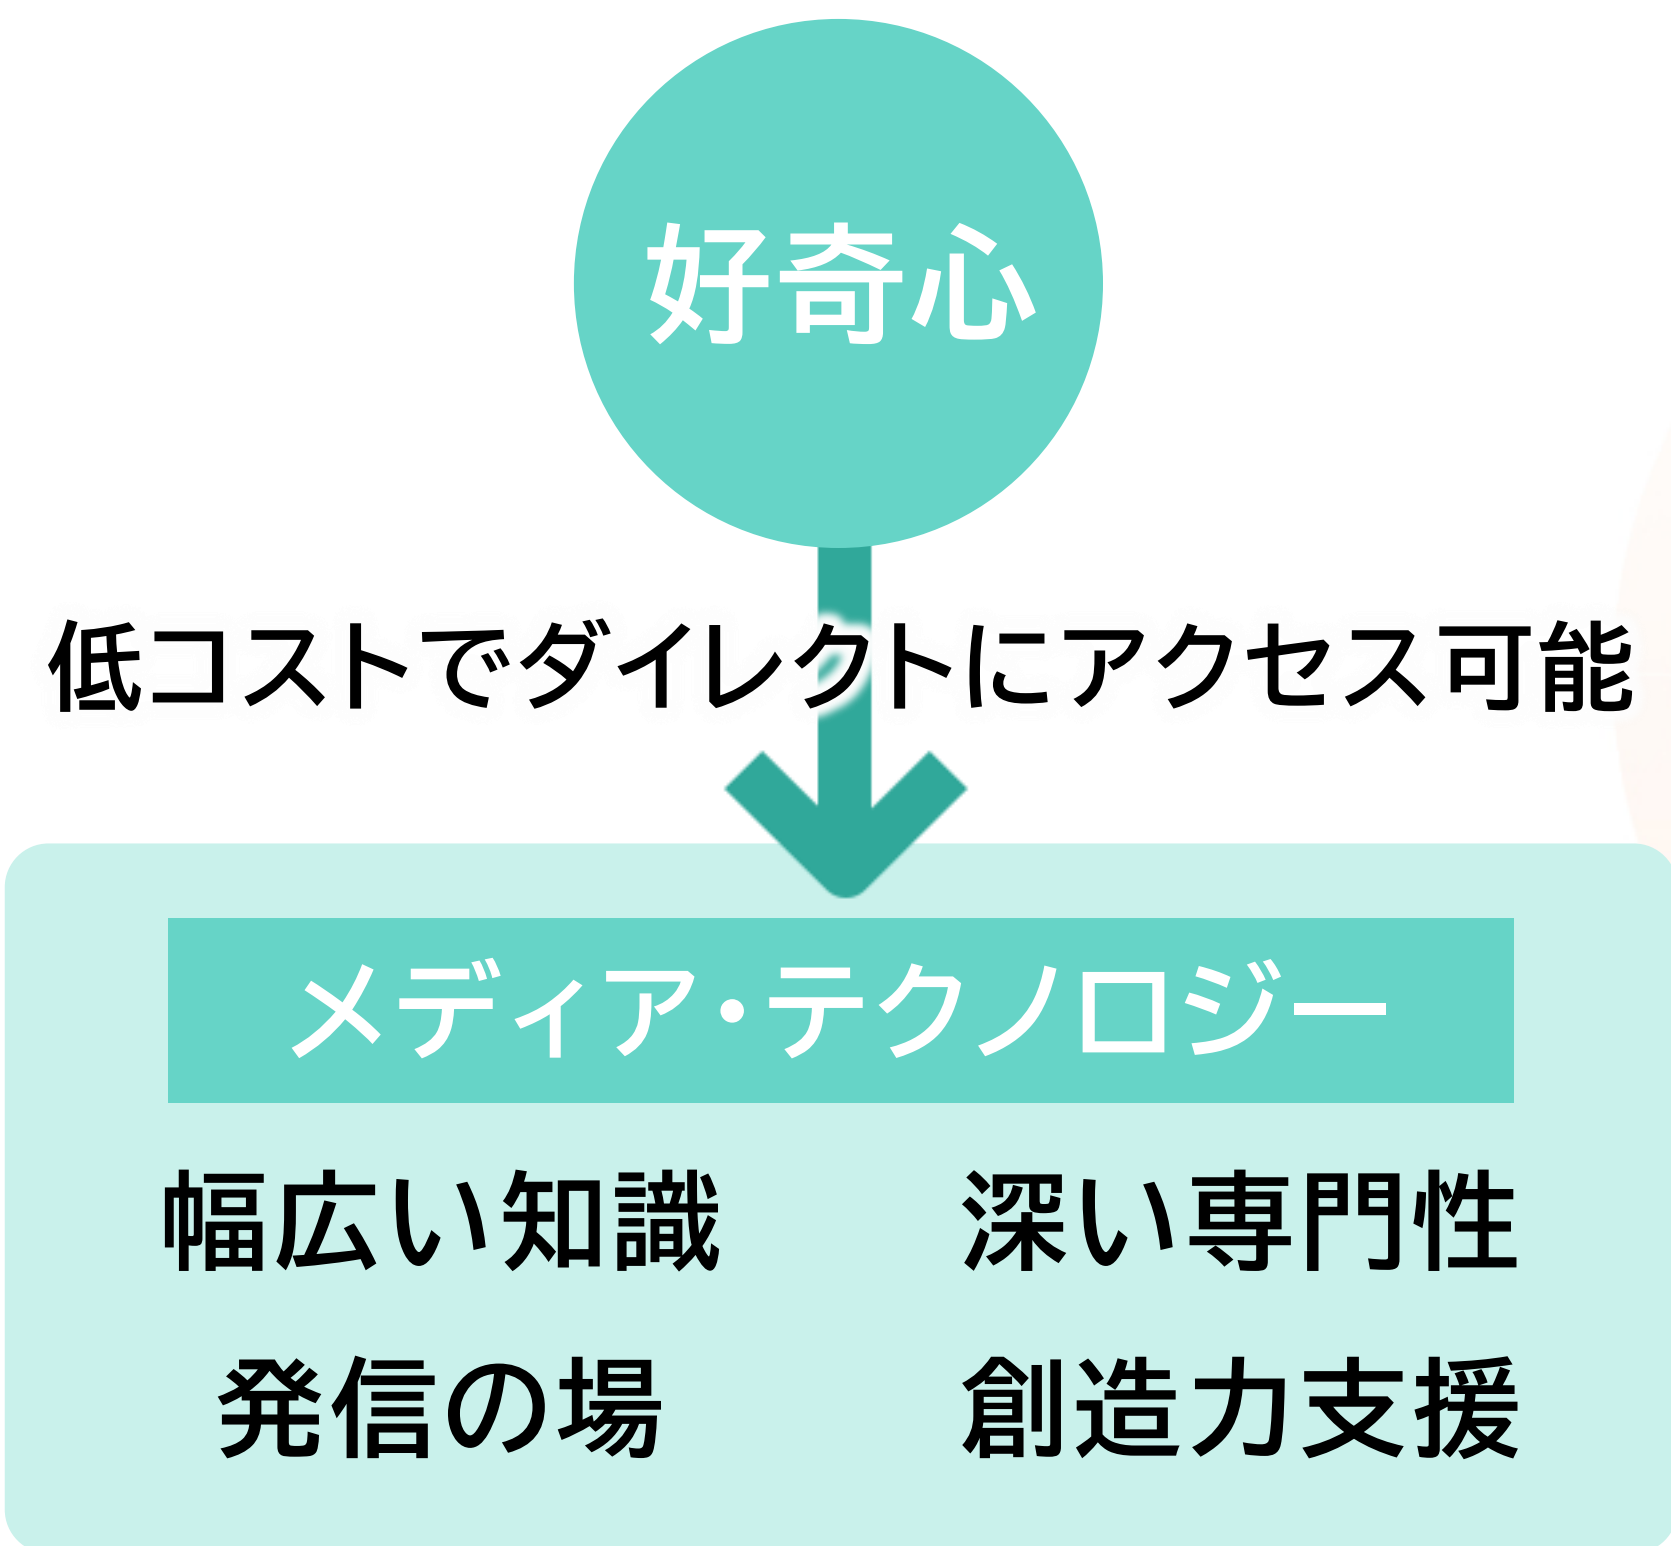 好奇心
低コストでダイレクトにアクセス可能
メディア・テクノロジー
幅広い知識 深い専門性
発信の場 創造力支援